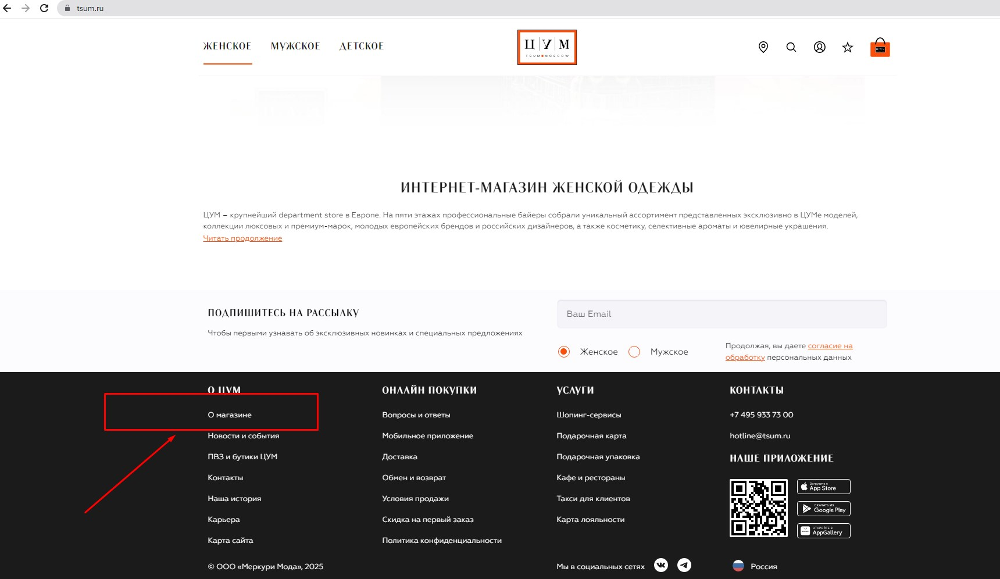 tsum.ru
ЖЕНСКОЕ МУЖСКОЕ ДЕТСКОЕ
ЦУМ
TSUM MOSCOW
ИНТЕРНЕТ-МАГАЗИН ЖЕНСКОЙ ОДЕЖДЫ
ЦУМ – крупнейший department store в Европе. На пяти этажах профессиональные байеры собрали уникальный ассортимент представленных эксклюзивно в ЦУМе моделей,
коллекции люксовых и премиум-марок, молодых европейских брендов и российских дизайнеров, а также косметику, селективные ароматы и ювелирные украшения.
Читать продолжение
ПОДПИШИТЕСЬ НА РАССЫЛКУ
Чтобы первыми узнавать об эксклюзивных новинках и специальных предложениях
Ваш Email
Женское Мужское
Продолжая, вы даете согласие на
обработку персональных данных
О ЦУМ
О магазине
Новости и события
ПВЗ и бутики ЦУМ
Контакты
Наша история
Карьера
Карта сайта
© ООО «Меркури Мода», 2025
ОНЛАЙН ПОКУПКИ
Вопросы и ответы
Мобильное приложение
Доставка
Обмен и возврат
Условия продажи
Скидка на первый заказ
Политика конфиденциальности
УСЛУГИ
Шопинг-сервисы
Подарочная карта
Подарочная упаковка
Кафе и рестораны
Такси для клиентов
Карта лояльности
Мы в социальных сетях
КОНТАКТЫ
+7 495 933 73 00
hotline@tsum.ru
НАШЕ ПРИЛОЖЕНИЕ
Загрузите в
App Store
СКАЧАТЬ ИЗ
Google Play
ОТКРОЙТЕ В
AppGallery
Россия